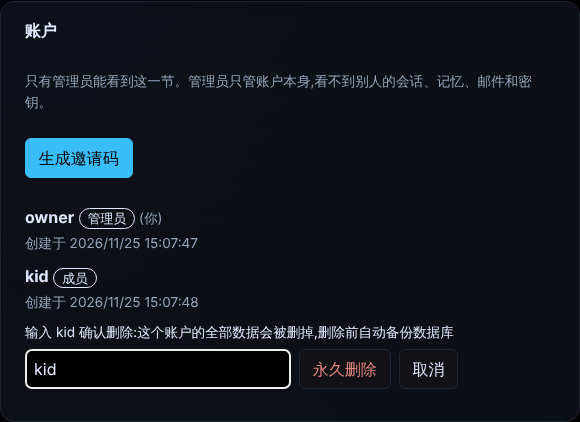 账户
只有管理员能看到这一节。管理员只管账户本身,看不到别人的会话、记忆、邮件和密
钥。
生成邀请码
owner 管理员 (你)
创建于 2026/11/25 15:07:47
kid 成员
创建于 2026/11/25 15:07:48
输入 kid 确认删除:这个账户的全部数据会被删掉,删除前自动备份数据库
kid 永久删除 取消